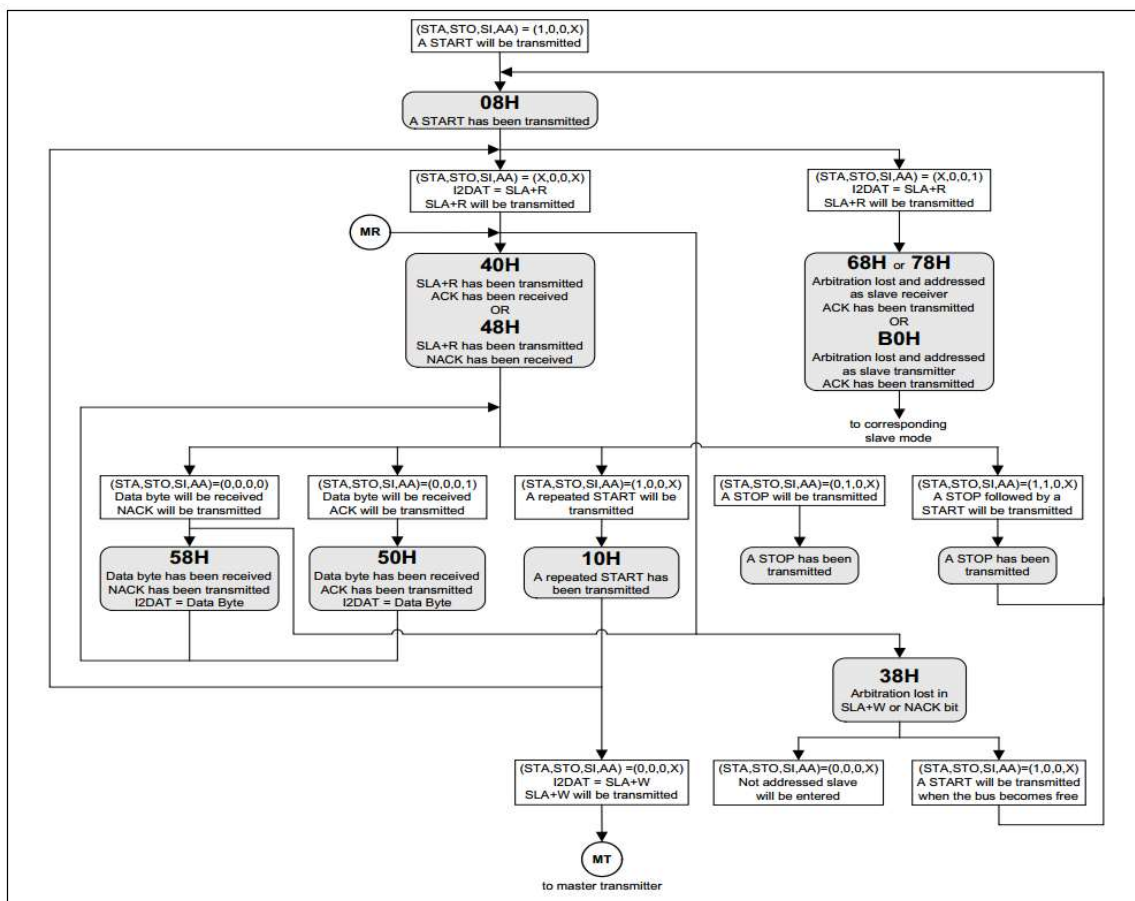 (STA,STO,SI,AA) = (1,0,0,X)
A START will be transmitted
08H
A START has been transmitted
(STA,STO,SI,AA) = (X,0,0,X)
I2DAT = SLA+R
SLA+R will be transmitted
(STA,STO,SI,AA) = (X,0,0,1)
I2DAT = SLA+R
SLA+R will be transmitted
MR
40H
SLA+R has been transmitted
ACK has been received
OR
48H
SLA+R has been transmitted
NACK has been received
68H or 78H
Arbitration lost and addressed
as slave receiver
ACK has been transmitted
OR
B0H
Arbitration lost and addressed
as slave transmitter
ACK has been transmitted
to corresponding
slave mode
(STA,STO,SI,AA)=(0,0,0,0)
Data byte will be received
NACK will be transmitted
(STA,STO,SI,AA)=(0,0,0,1)
Data byte will be received
ACK will be transmitted
(STA,STO,SI,AA)=(1,0,0,X)
A repeated START will be
transmitted
(STA,STO,SI,AA)=(0,1,0,X)
A STOP will be transmitted
(STA,STO,SI,AA)=(1,1,0,X)
A STOP followed by a
START will be transmitted
58H
Data byte has been received
NACK has been transmitted
I2DAT = Data Byte
50H
Data byte has been received
ACK has been transmitted
I2DAT = Data Byte
10H
A repeated START has
been transmitted
A STOP has been
transmitted
A STOP has been
transmitted
38H
Arbitration lost in
SLA+W or NACK bit
(STA,STO,SI,AA) =(0,0,0,X)
I2DAT = SLA+W
SLA+W will be transmitted
(STA,STO,SI,AA)=(0,0,0,X)
Not addressed slave
will be entered
(STA,STO,SI,AA)=(1,0,0,X)
A START will be transmitted
when the bus becomes free
MT
to master transmitter